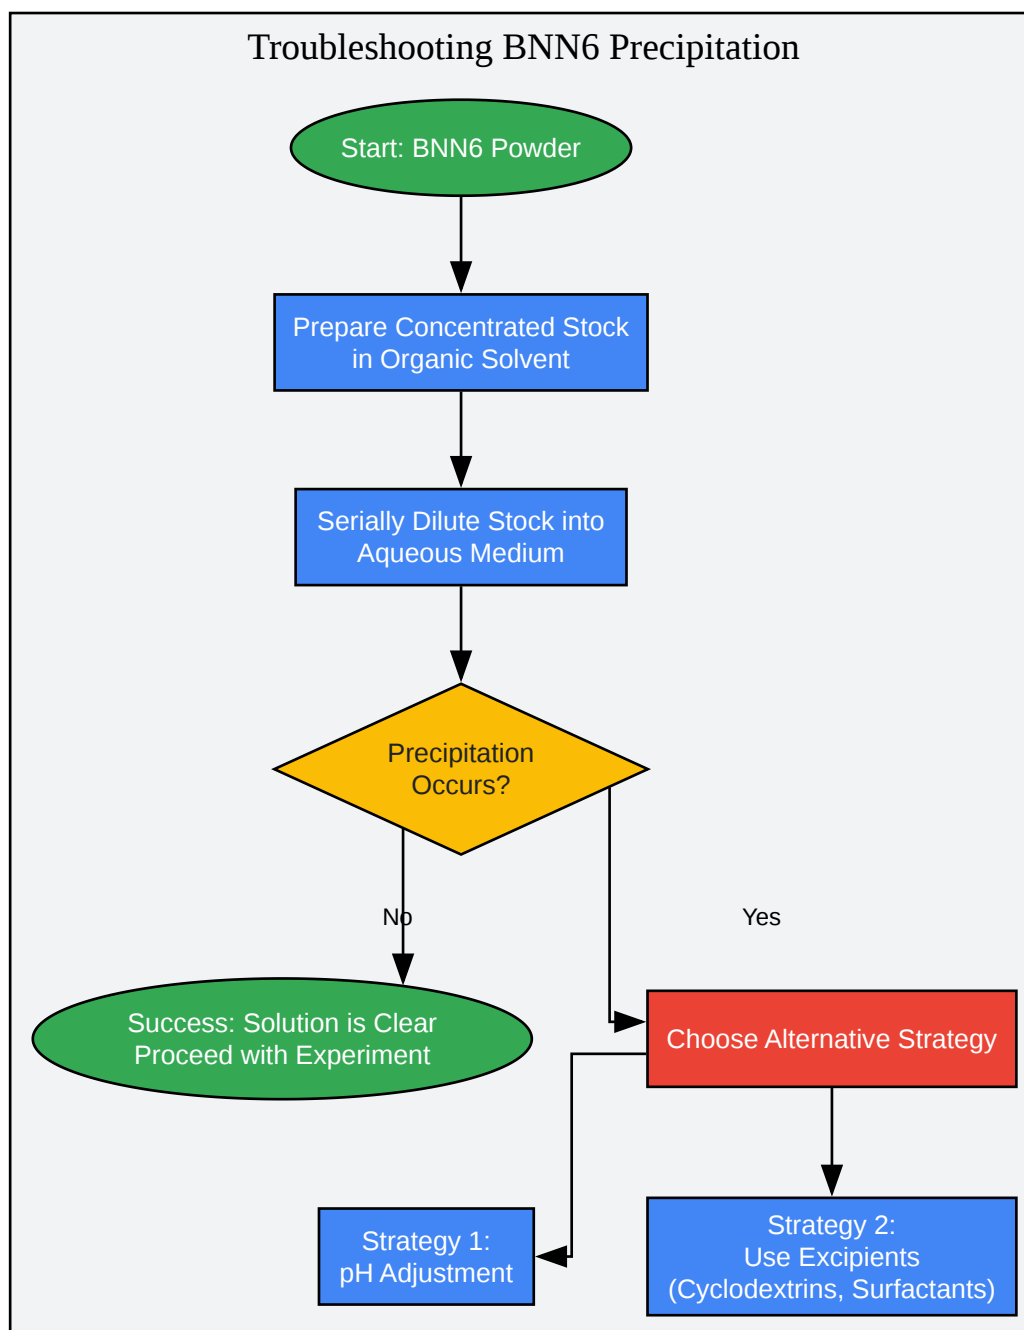 Troubleshooting BNN6 Precipitation
Start: BNN6 Powder
Prepare Concentrated Stock
in Organic Solvent
Serially Dilute Stock into
Aqueous Medium
Precipitation
Occurs?
No
Yes
Success: Solution is Clear
Proceed with Experiment
Choose Alternative Strategy
Strategy 1:
pH Adjustment
Strategy 2:
Use Excipients
(Cyclodextrins, Surfactants)